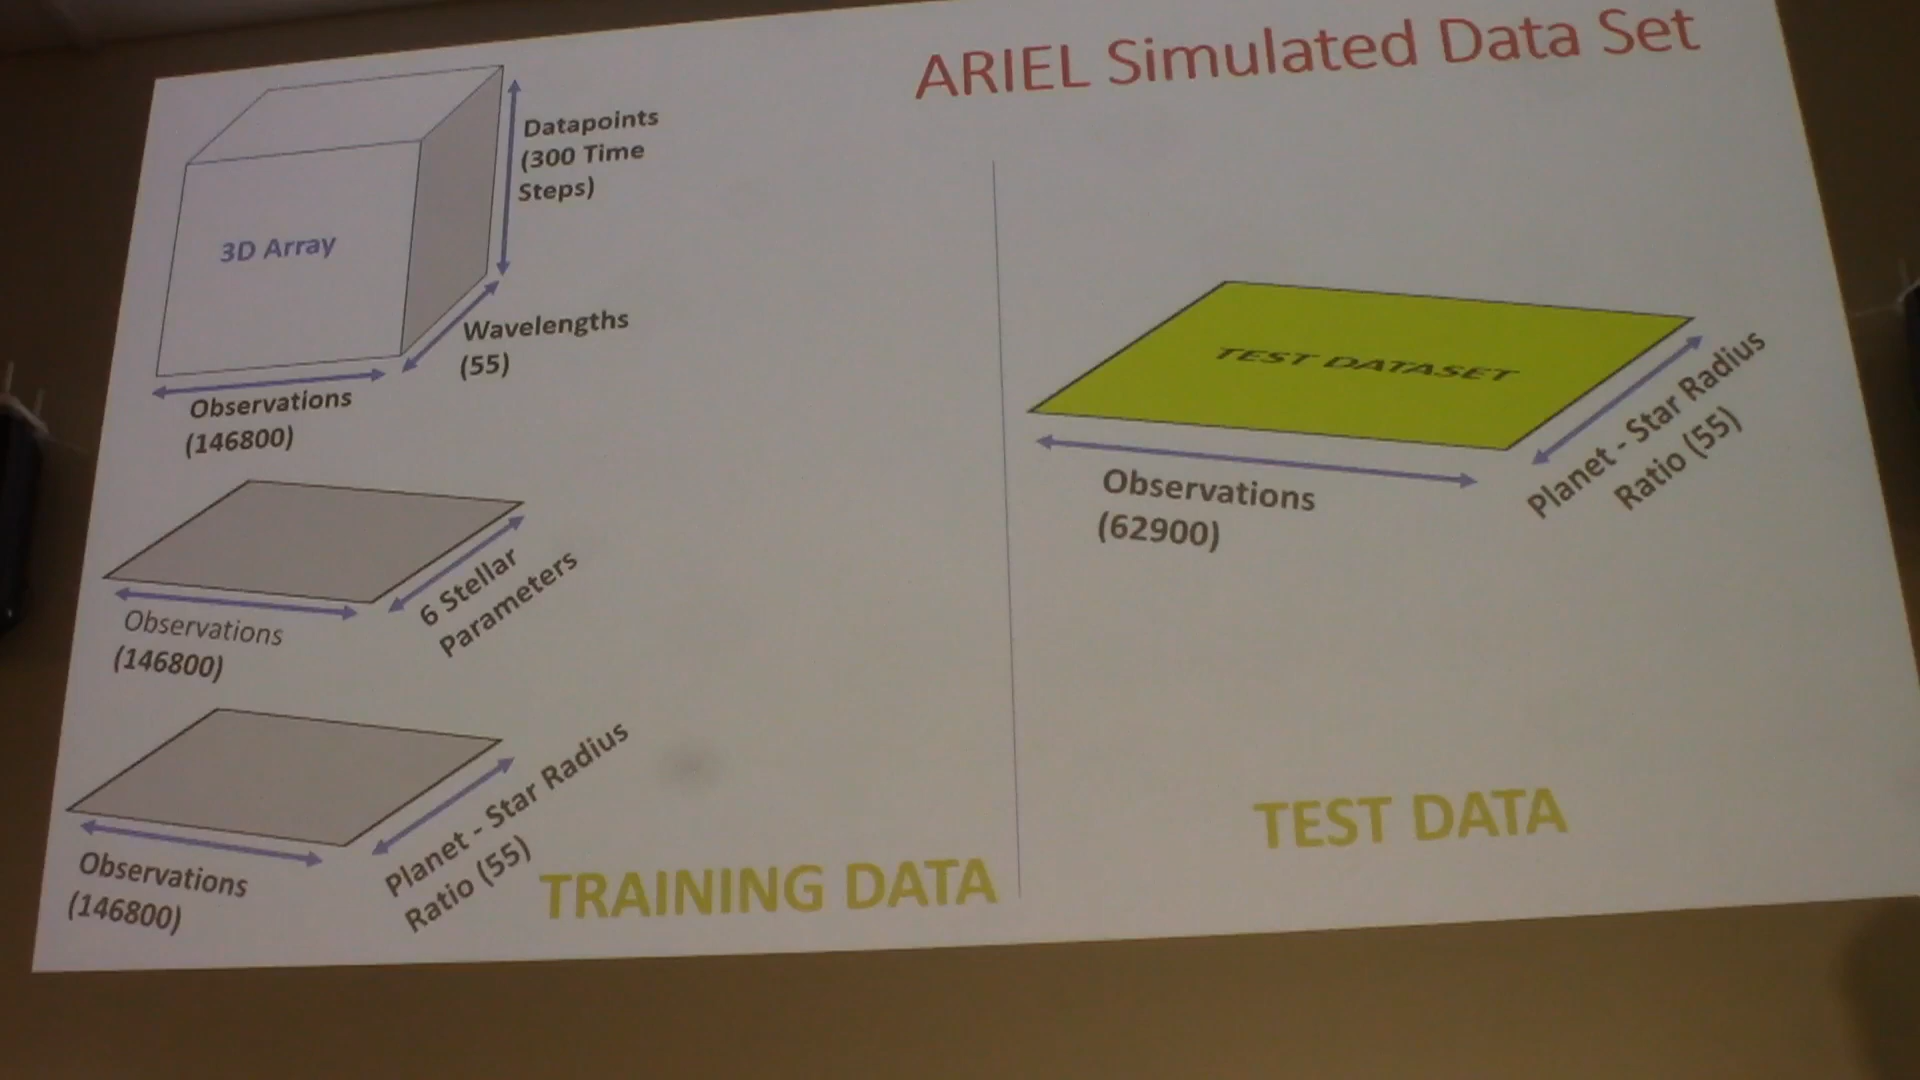 ARIEL Simulated Data Set
Datapoints
(300 Time
Steps)
3D Array
Wavelengths
(55)
Observations
(146800)
6 Stellar
Parameters
Observations
(146800)
Planet - Star Radius
Ratio (55)
Observations
(146800)
TRAINING DATA
TEST DATASET
Planet - Star Radius
Ratio (55)
Observations
(62900)
TEST DATA